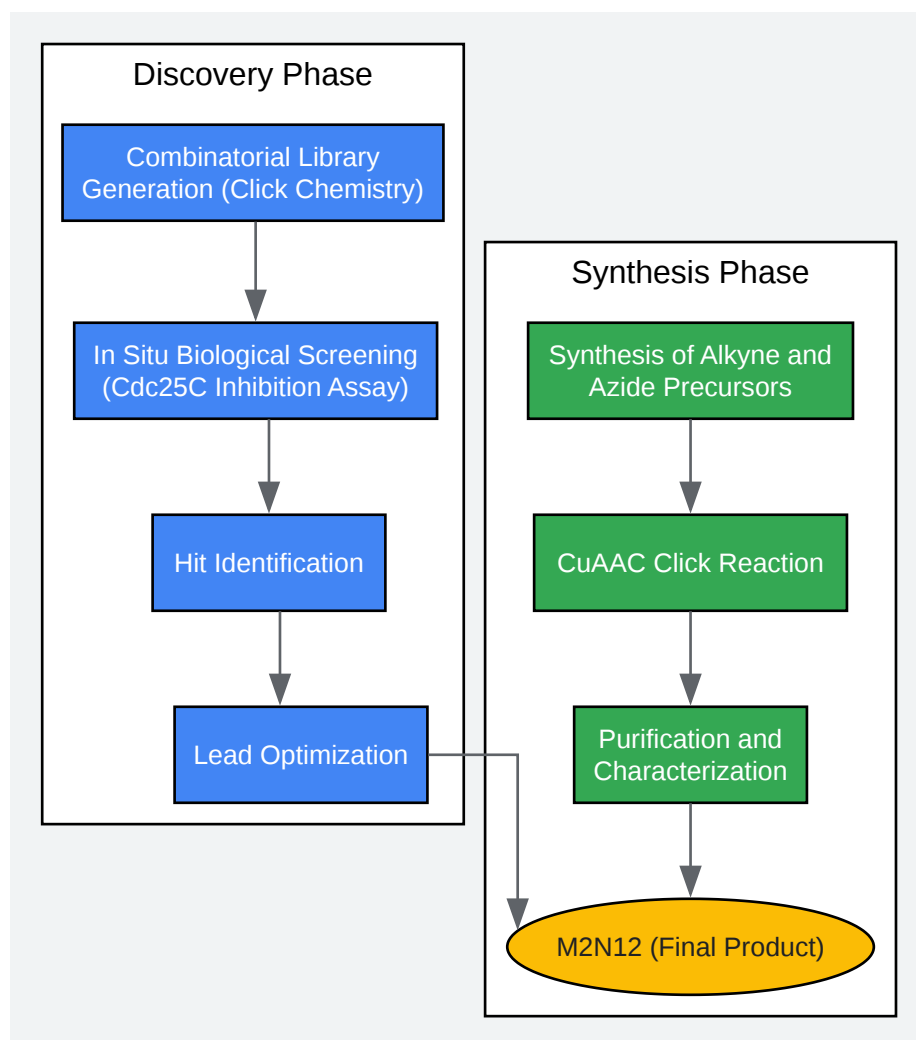 Discovery Phase
Combinatorial Library
Generation (Click Chemistry)
In Situ Biological Screening
(Cdc25C Inhibition Assay)
Hit Identification
Lead Optimization
Synthesis Phase
Synthesis of Alkyne and
Azide Precursors
CuAAC Click Reaction
Purification and
Characterization
M2N12 (Final Product)